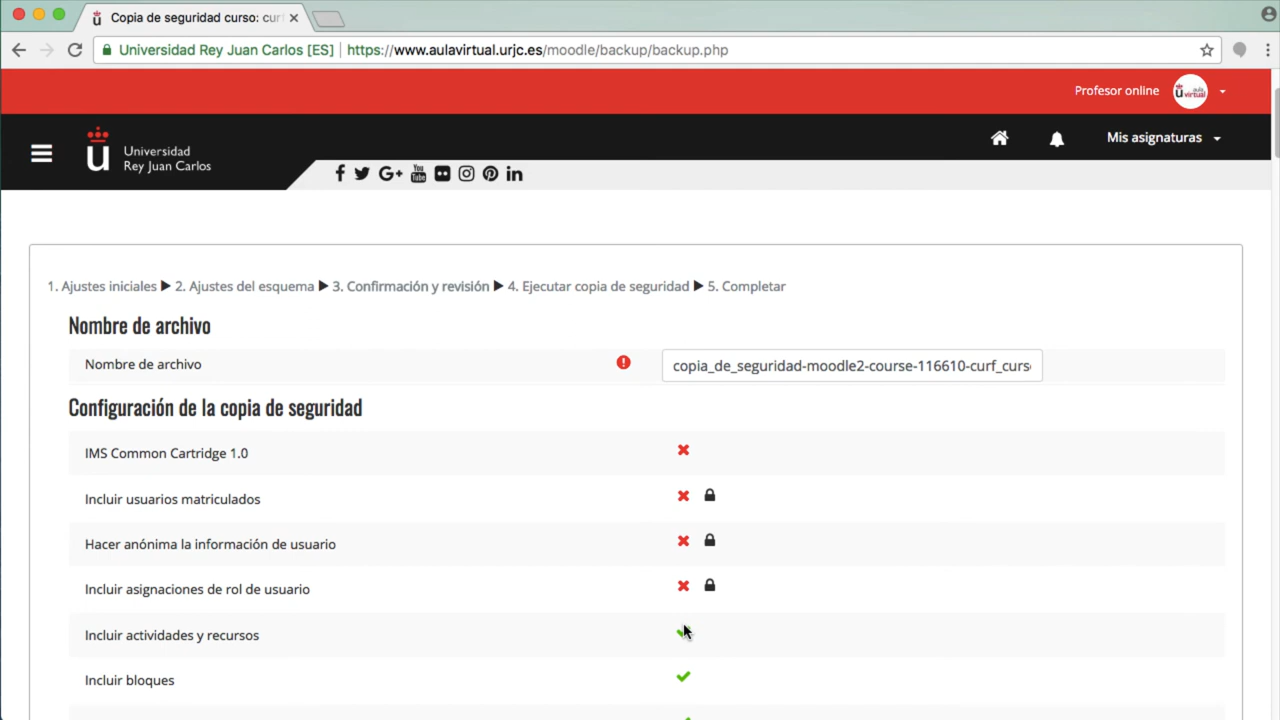 Copia de seguridad curso: cur
Universidad Rey Juan Carlos [ES] | https://www.aulavirtual.urjc.es/moodle/backup/backup.php
Profesor online
aula virtual
Universidad
Rey Juan Carlos
Mis asignaturas
1. Ajustes iniciales ▶ 2. Ajustes del esquema ▶ 3. Confirmación y revisión ▶ 4. Ejecutar copia de seguridad ▶ 5. Completar
Nombre de archivo
Nombre de archivo
copia_de_seguridad-moodle2-course-116610-curf_curs
Configuración de la copia de seguridad
IMS Common Cartridge 1.0
Incluir usuarios matriculados
Hacer anónima la información de usuario
Incluir asignaciones de rol de usuario
Incluir actividades y recursos
Incluir bloques